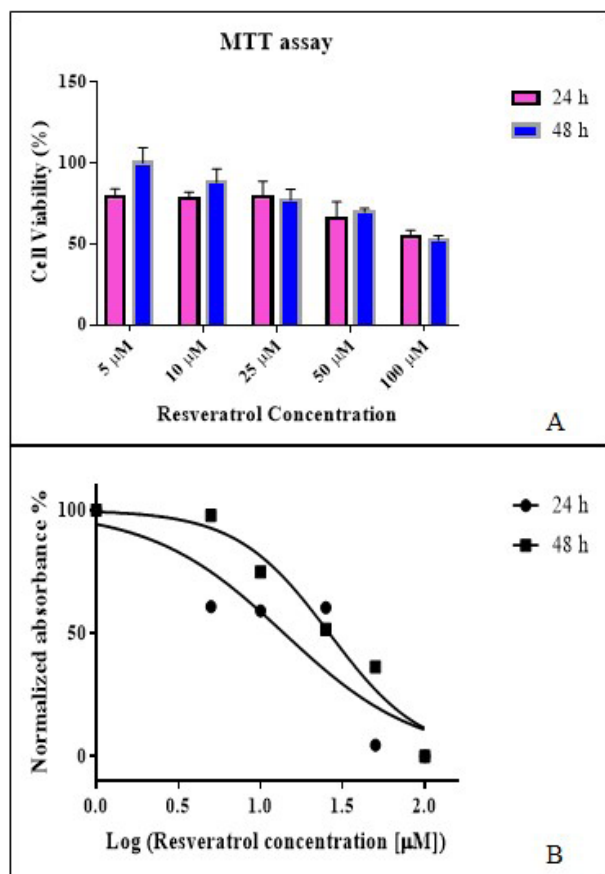 MTT assay
150
100
50
0
Cell Viability (%)
5 μM
10 μM
25 μM
50 μM
100 μM
Resveratrol Concentration
24 h
48 h
A
100
50
0
Normalized absorbance %
0.0
0.5
1.0
1.5
2.0
Log (Resveratrol concentration [μM])
24 h
48 h
B